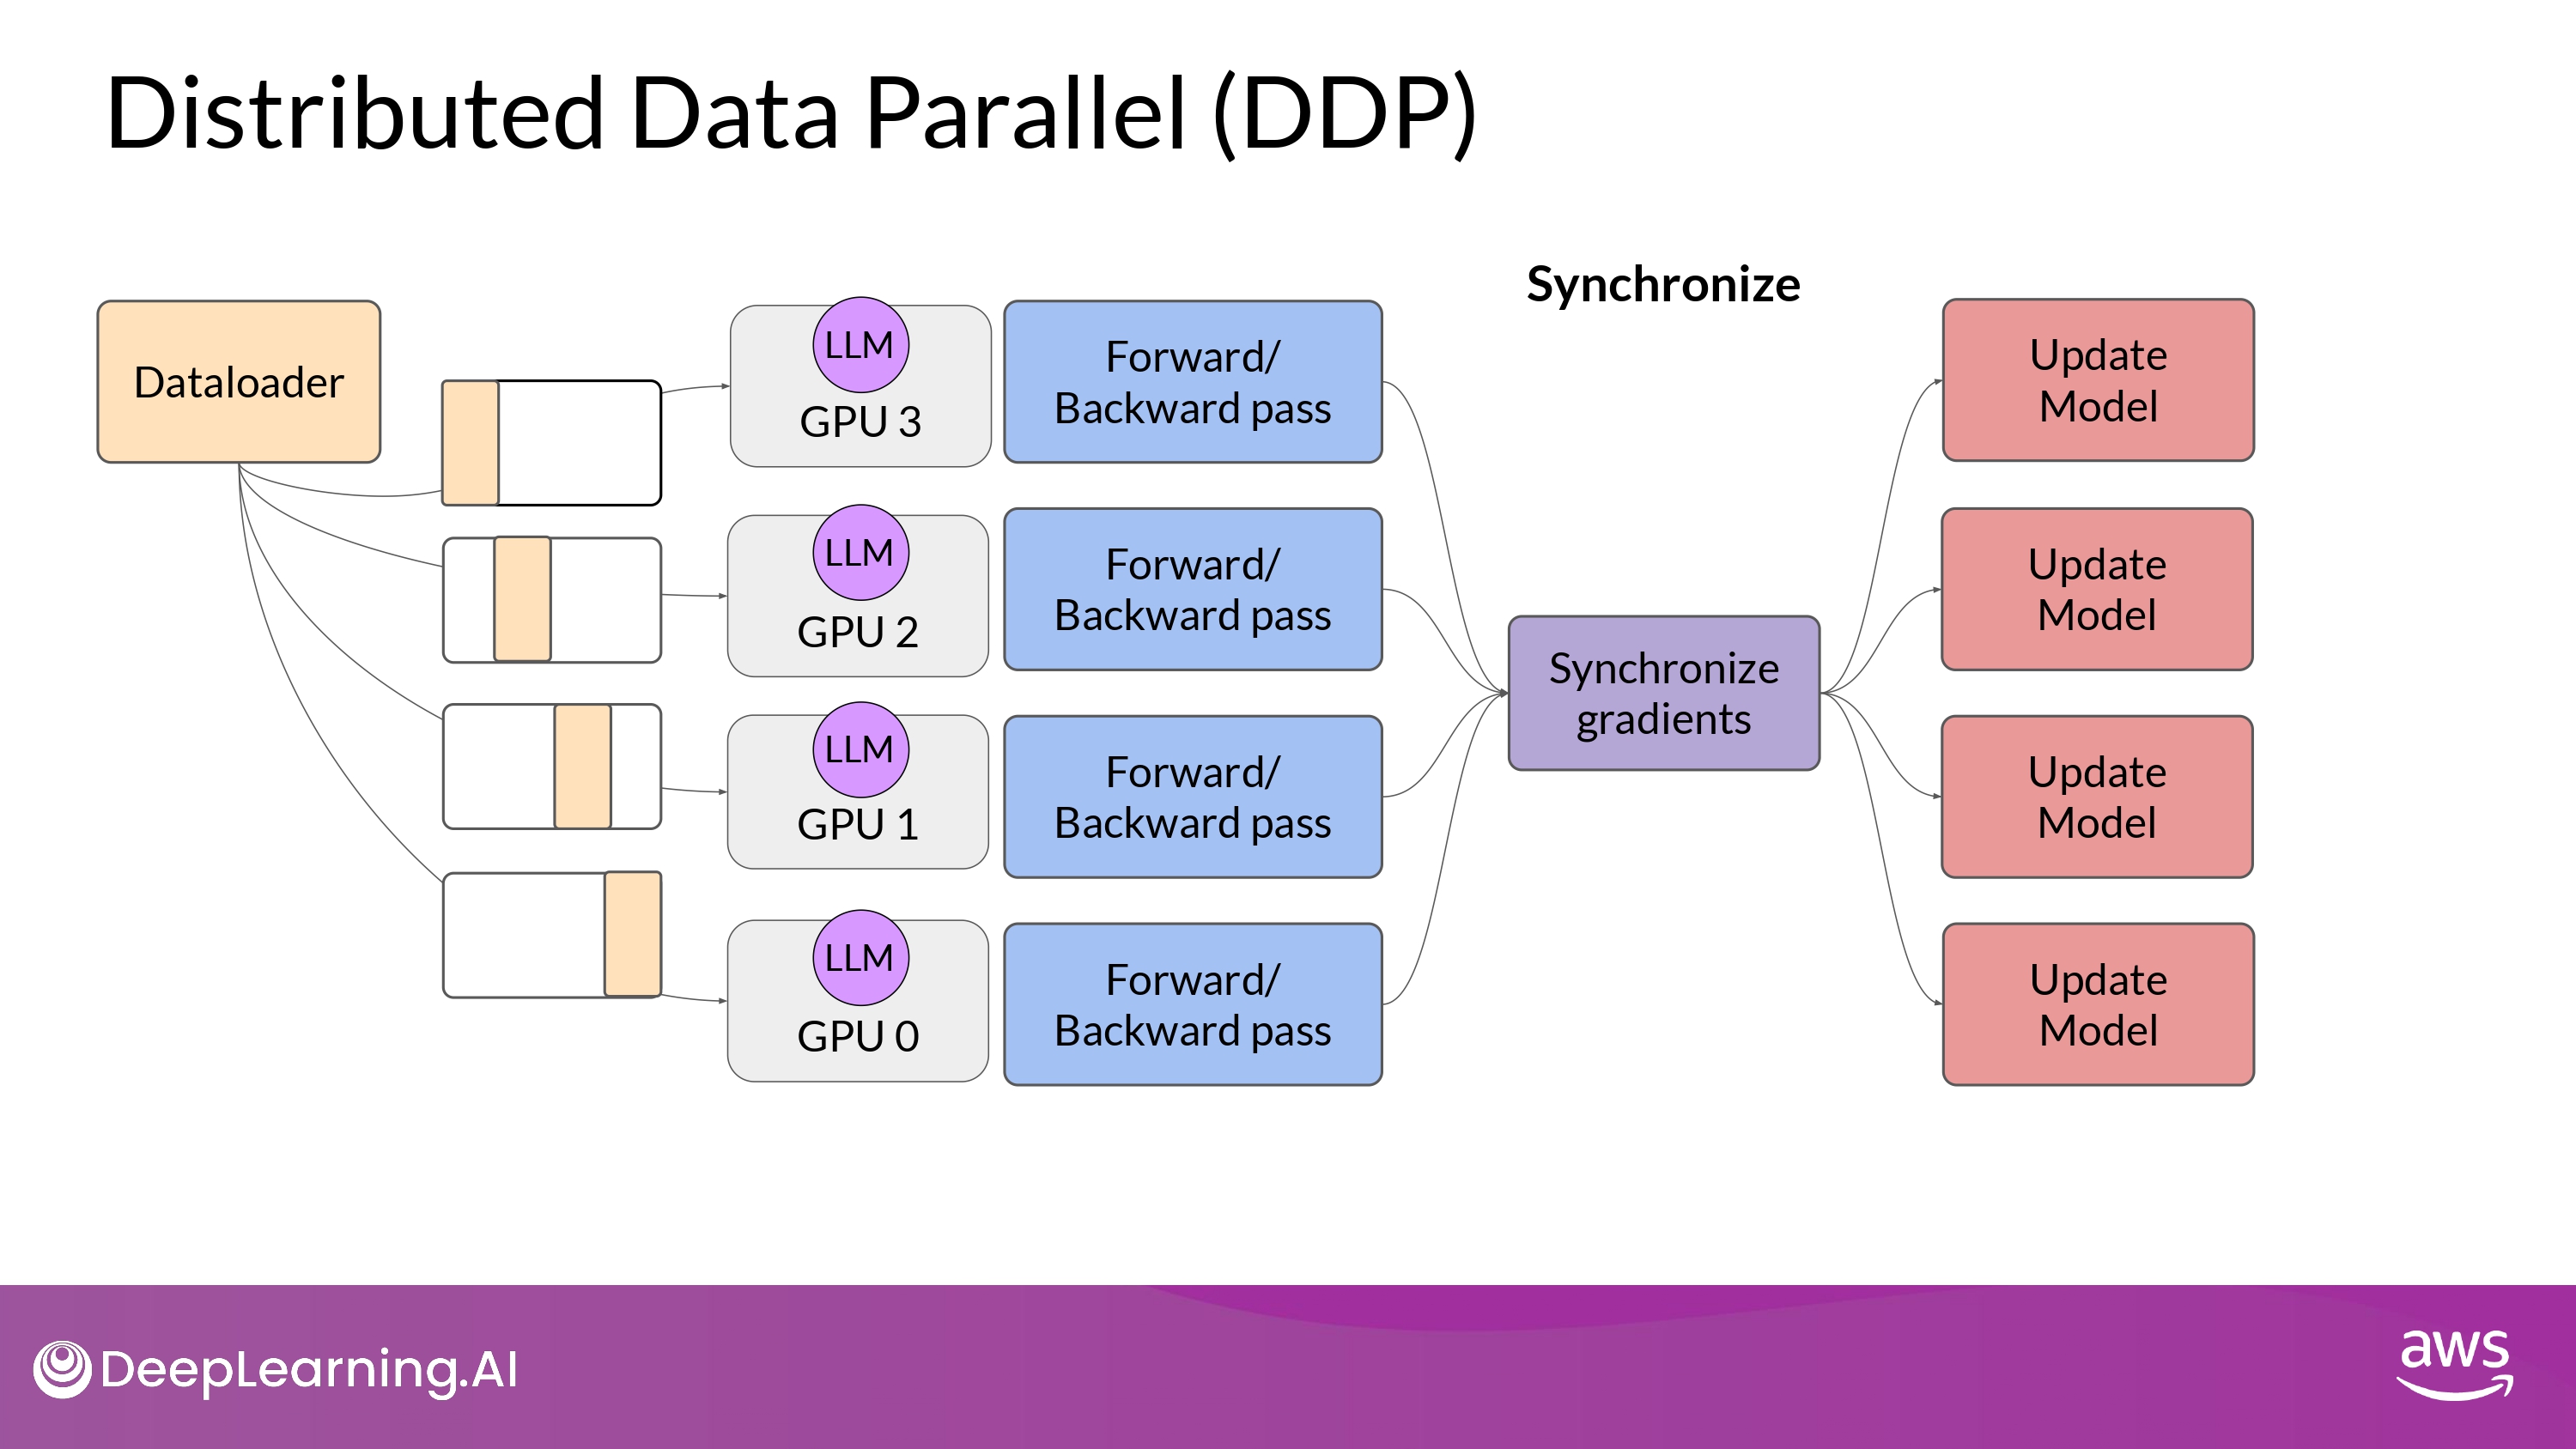 Distributed Data Parallel (DDP)
Synchronize
Dataloader
LLM
GPU 3
Forward/
Backward pass
Update
Model
LLM
GPU 2
Forward/
Backward pass
Update
Model
Synchronize
gradients
LLM
GPU 1
Forward/
Backward pass
Update
Model
LLM
GPU 0
Forward/
Backward pass
Update
Model
DeepLearning.AI
aws